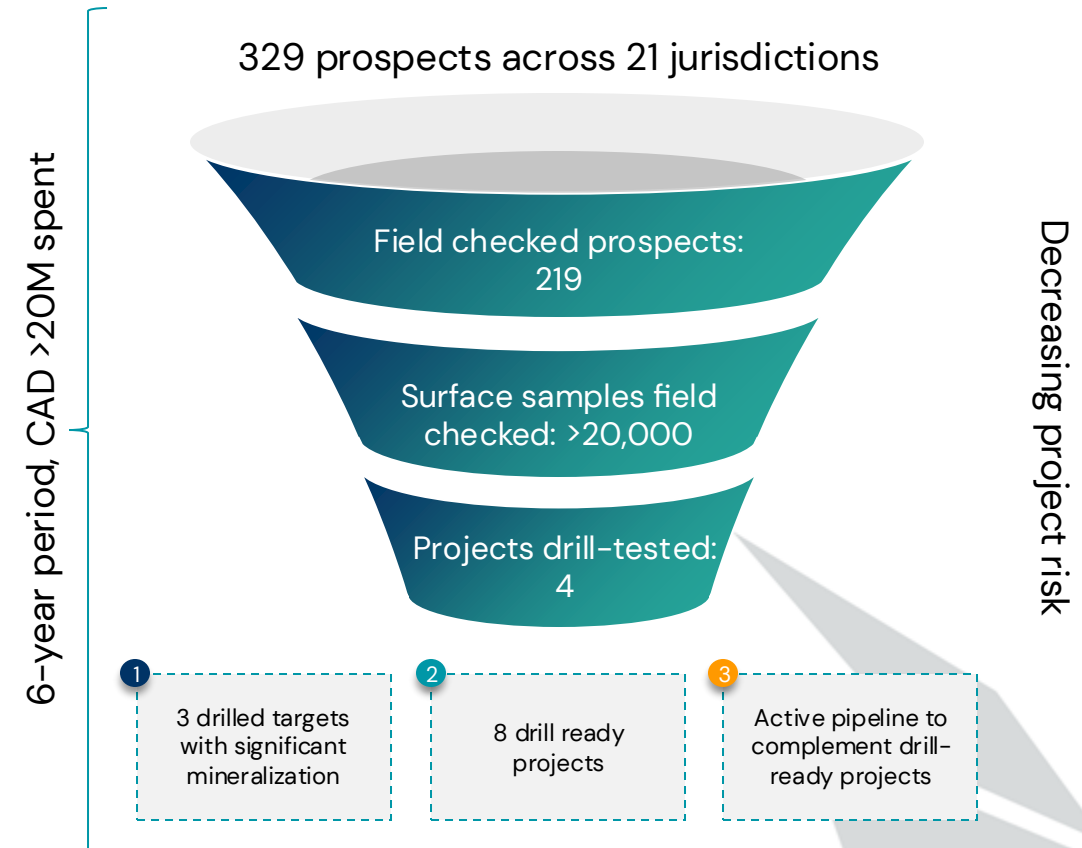 329 prospects across 21 jurisdictions
6-year period, CAD >20M spent
Field checked prospects:
219
Surface samples field
checked: >20,000
Projects drill-tested:
4
Decreasing project risk
1
3 drilled targets
with significant
mineralization
2
8 drill ready
projects
3
Active pipeline to
complement drill-
ready projects